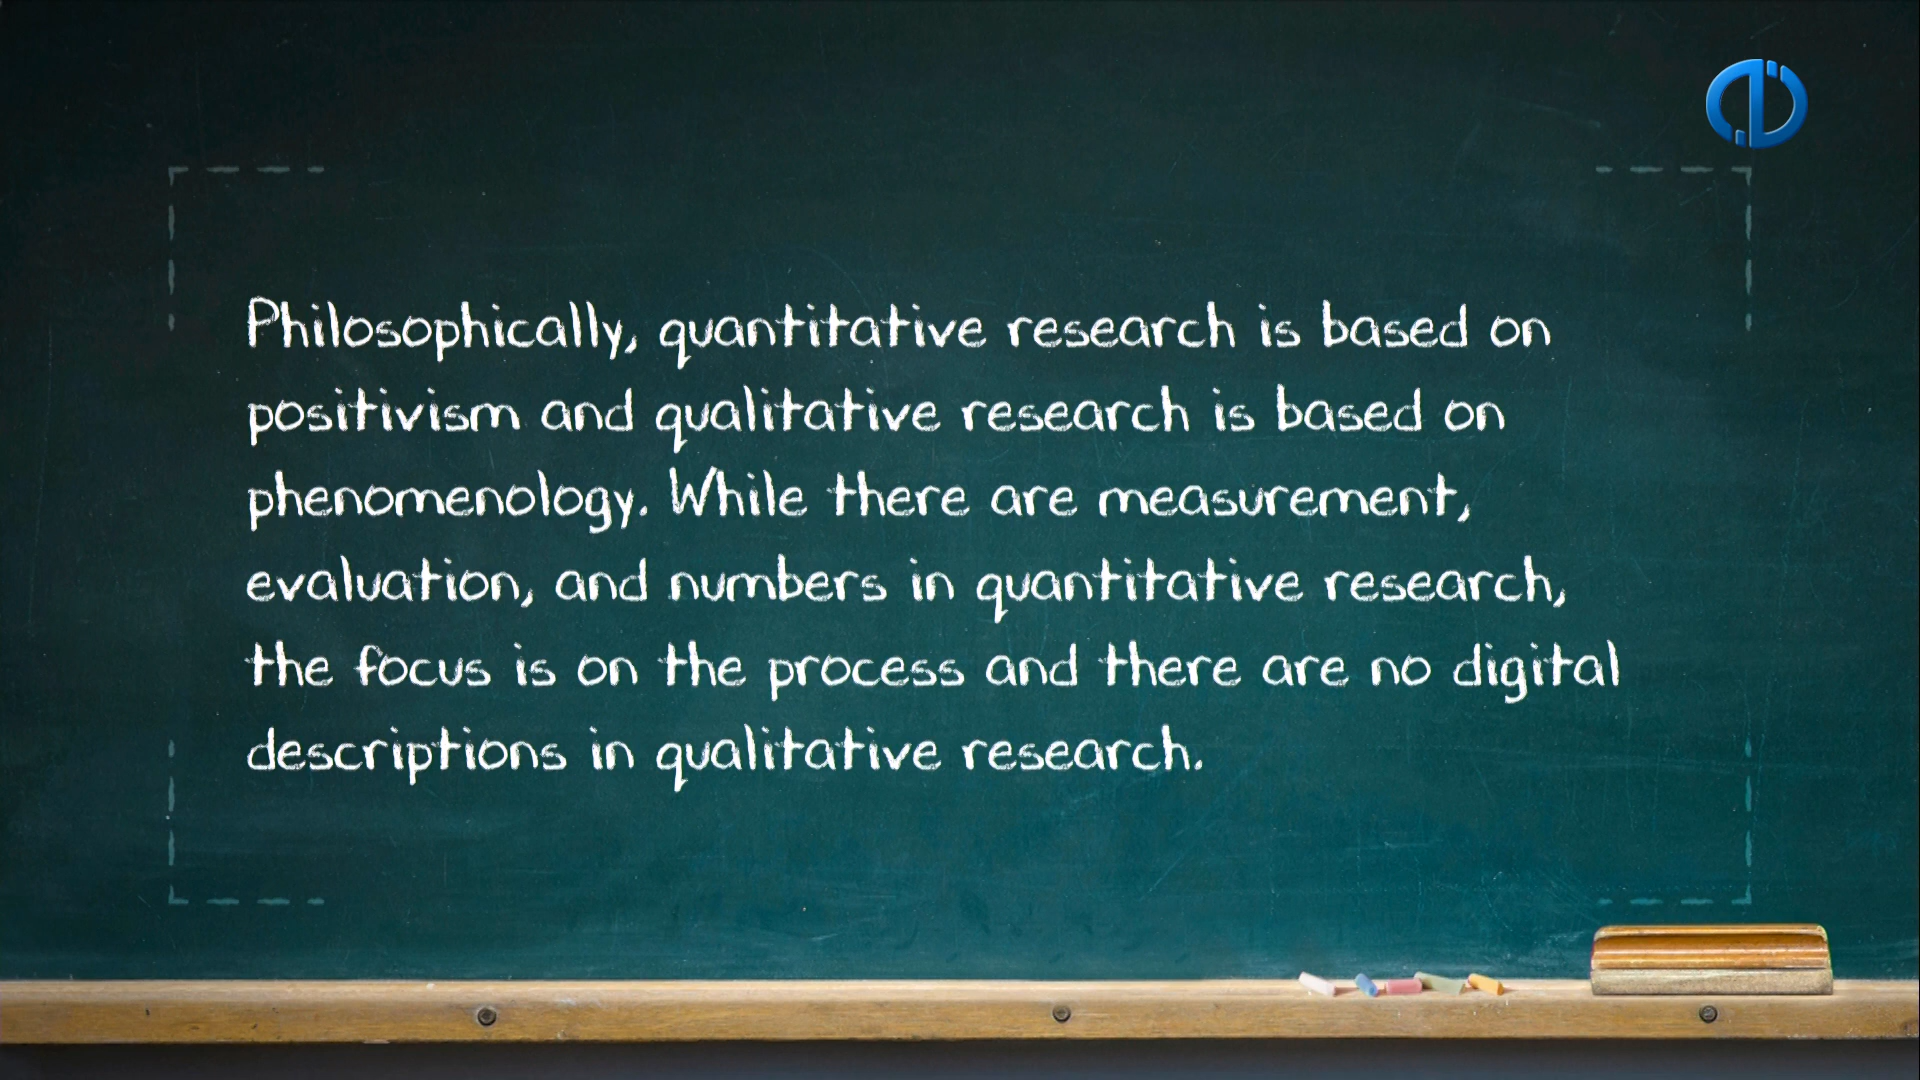 Philosophically, quantitative research is based on
positivism and qualitative research is based on
phenomenology. While there are measurement,
evaluation, and numbers in quantitative research,
the focus is on the process and there are no digital
descriptions in qualitative research.